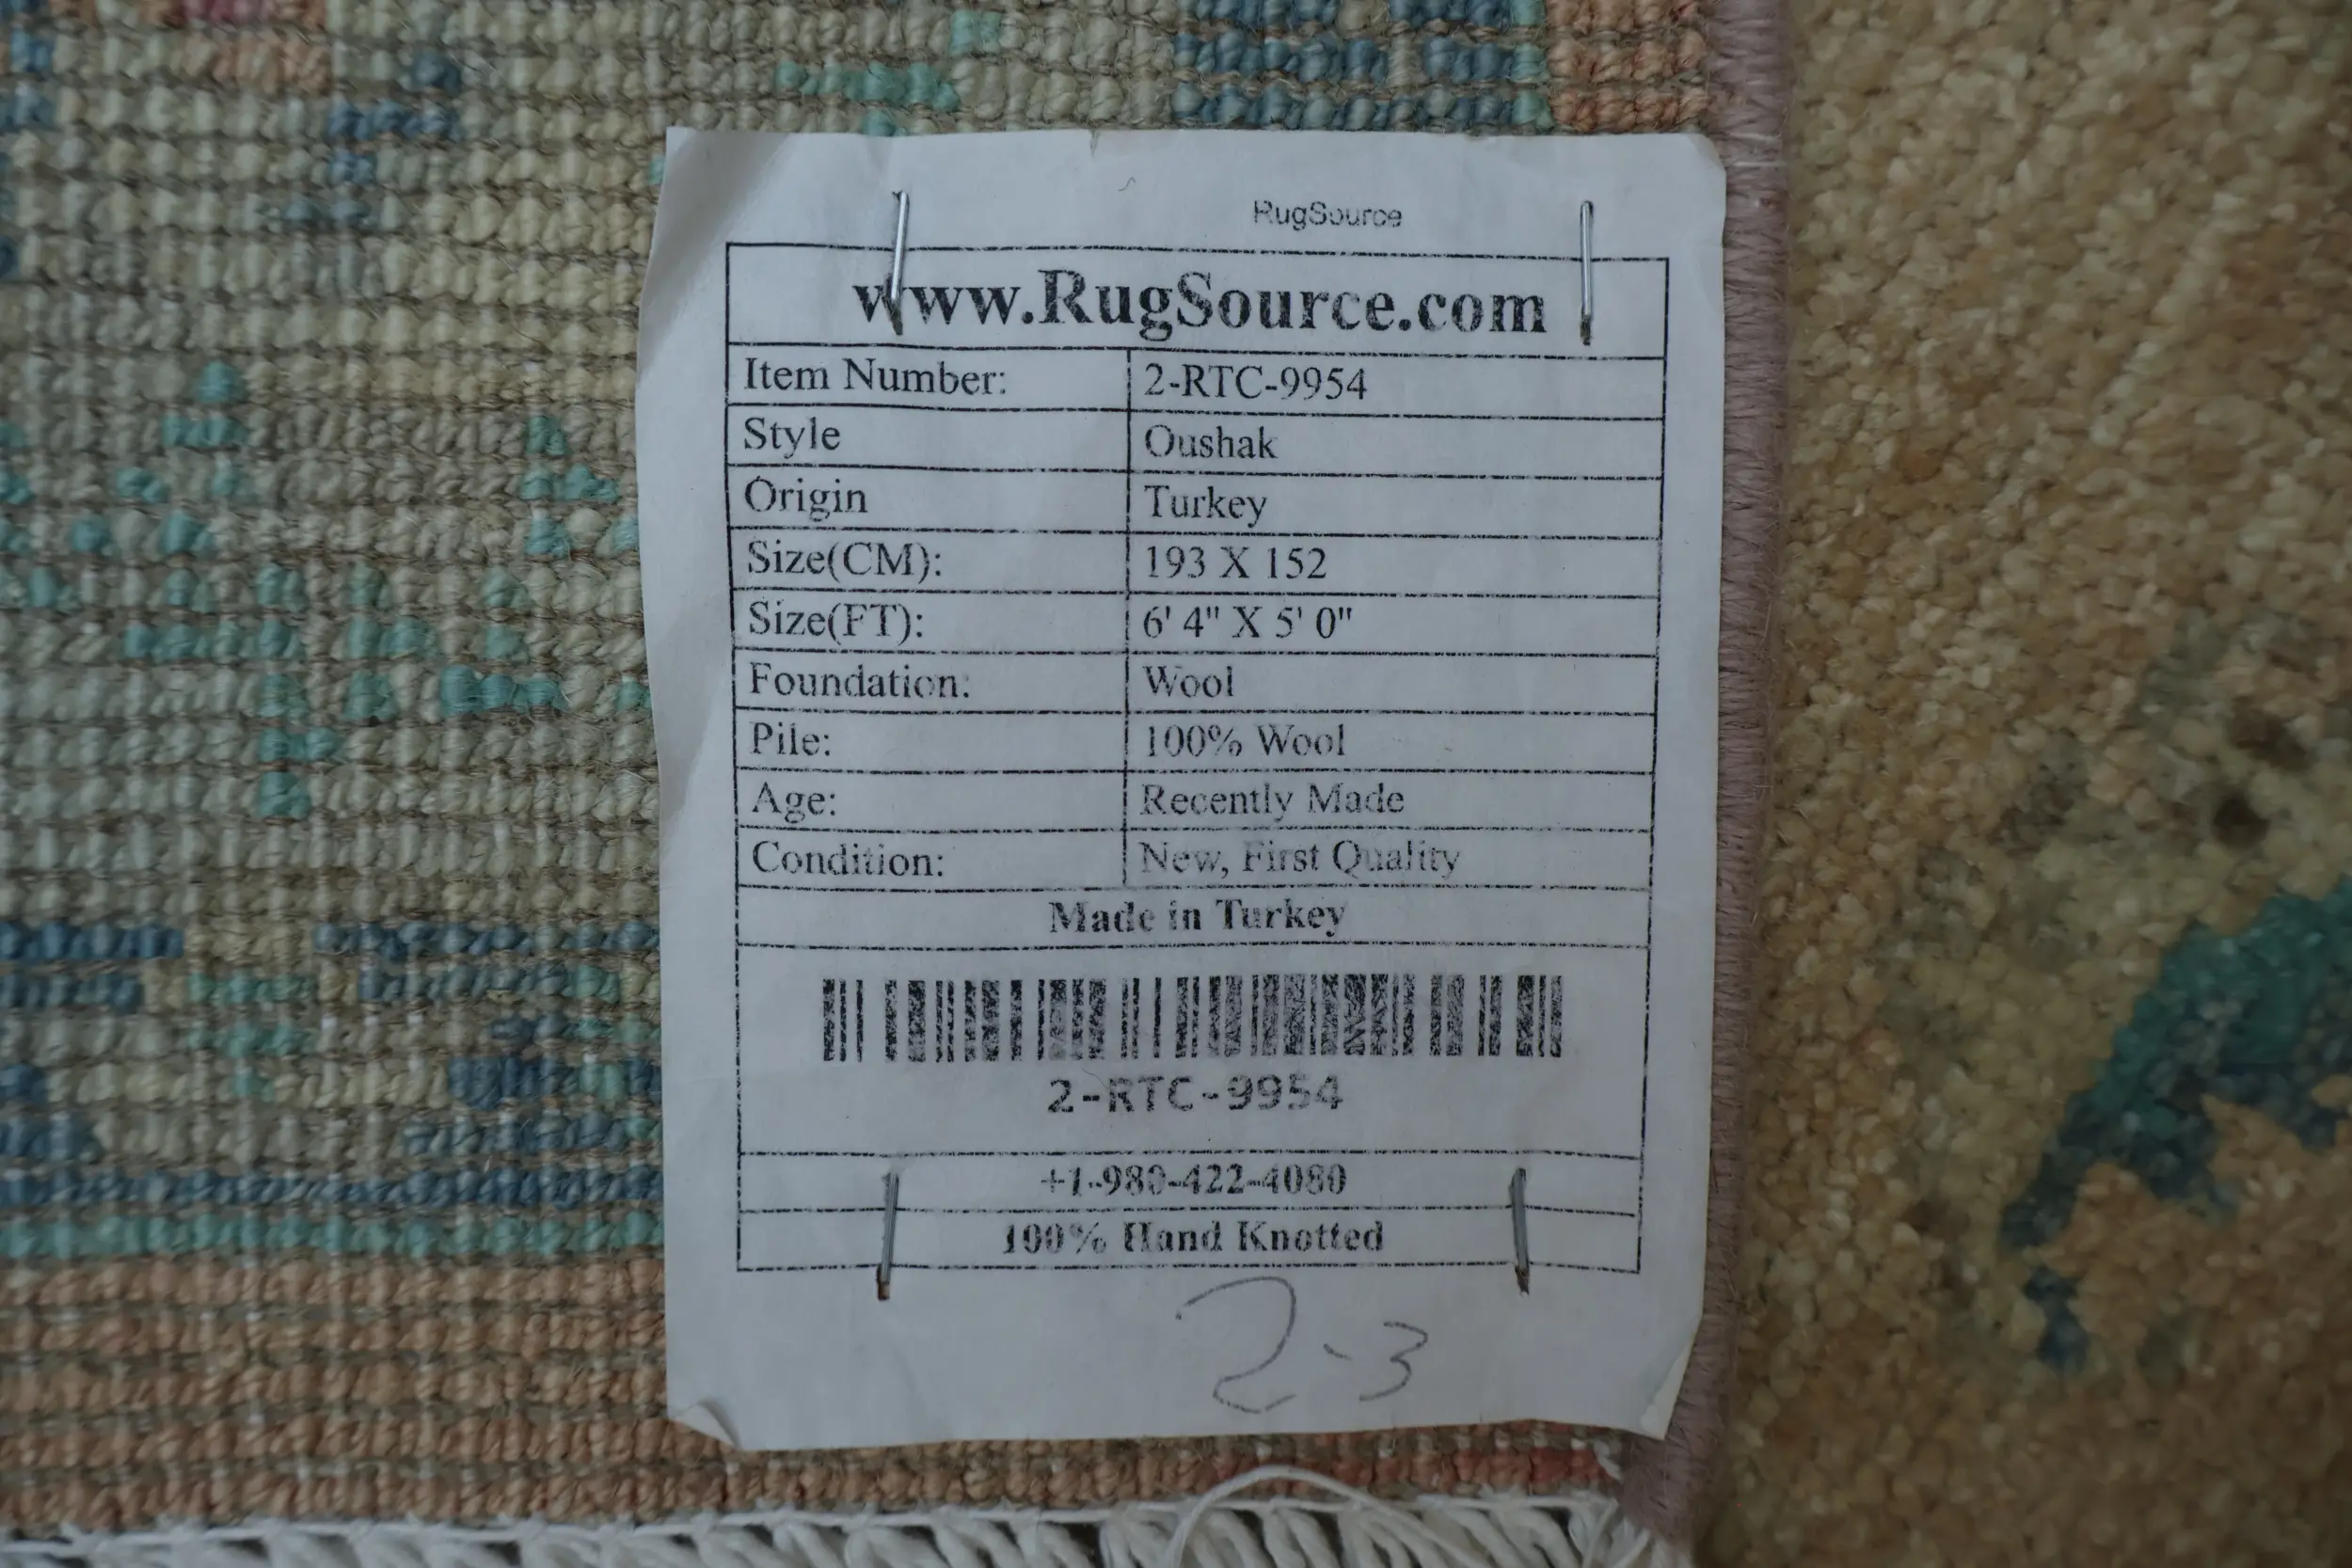 RugSource
www.RugSource.com
Item Number: 2-RTC-9954
Style Oushak
Origin Turkey
Size(CM): 193 X 152
Size(FT): 6' 4" X 5' 0"
Foundation: Wool
Pile: 100% Wool
Age: Recently Made
Condition: New, First Quality
Made in Turkey
2-RTC-9954
+1-980-422-4080
100% Hand Knotted
2-3